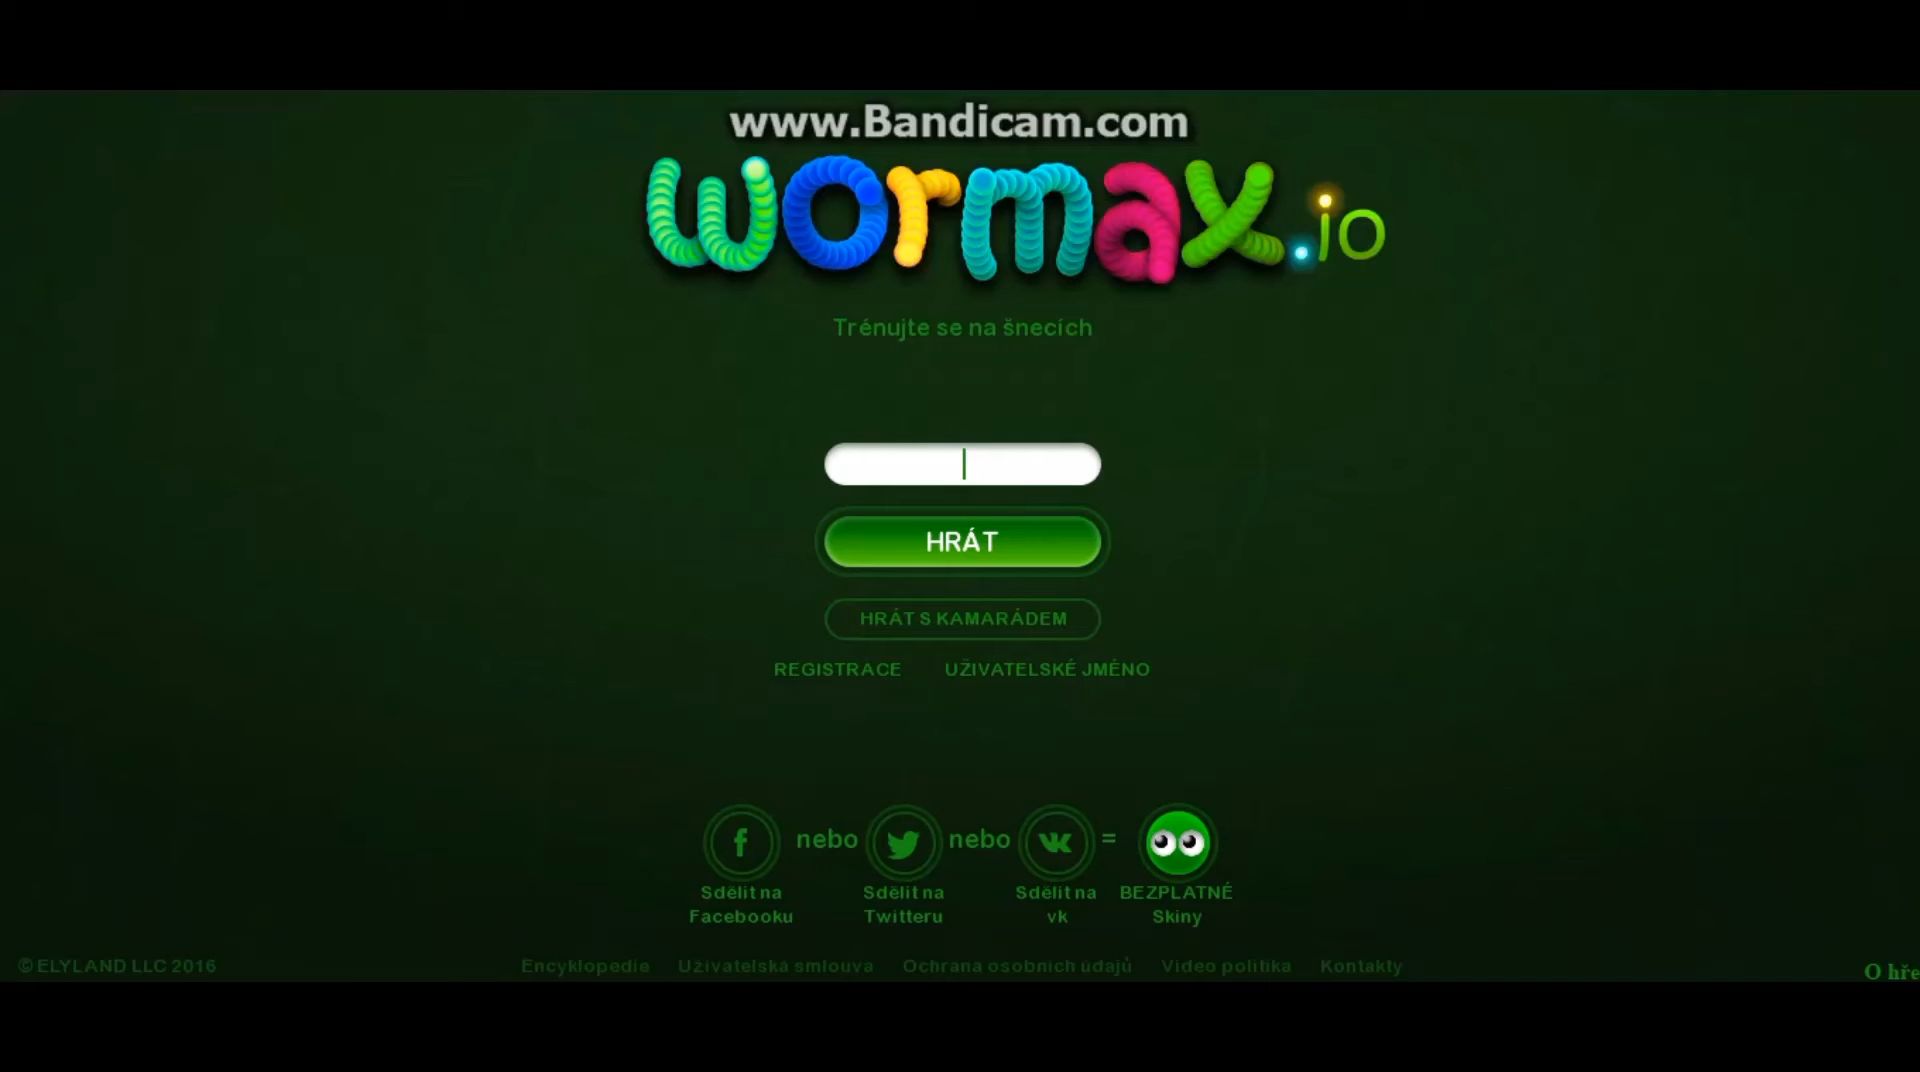 www.Bandicam.com
wormax.io
Trénujte se na šnecích
HRÁT
HRÁT S KAMARÁDEM
REGISTRACE UŽIVATELSKÉ JMÉNO
f nebo nebo =
Sdělit na Facebooku
Sdělit na Twitteru
Sdělit na vk
BEZPLATNÉ Skiny
© ELYLAND LLC 2016 Encyklopedie Uživatelská smlouva Ochrana osobních údajů Video politika Kontakty O hře